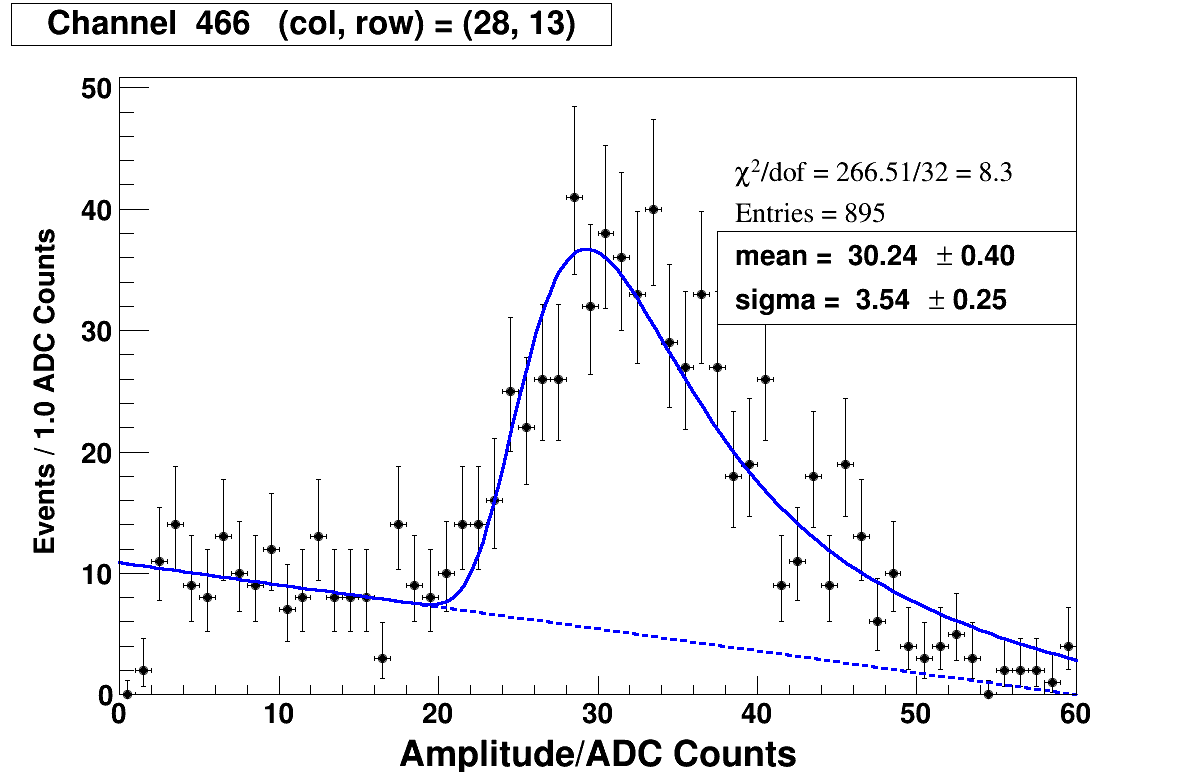 Channel 466 (col, row) = (28, 13)
50
40
30
20
10
0
Events / 1.0 ADC Counts
χ²/dof = 266.51/32 = 8.3
Entries = 895
mean = 30.24 ± 0.40
sigma = 3.54 ± 0.25
0 10 20 30 40 50 60
Amplitude/ADC Counts